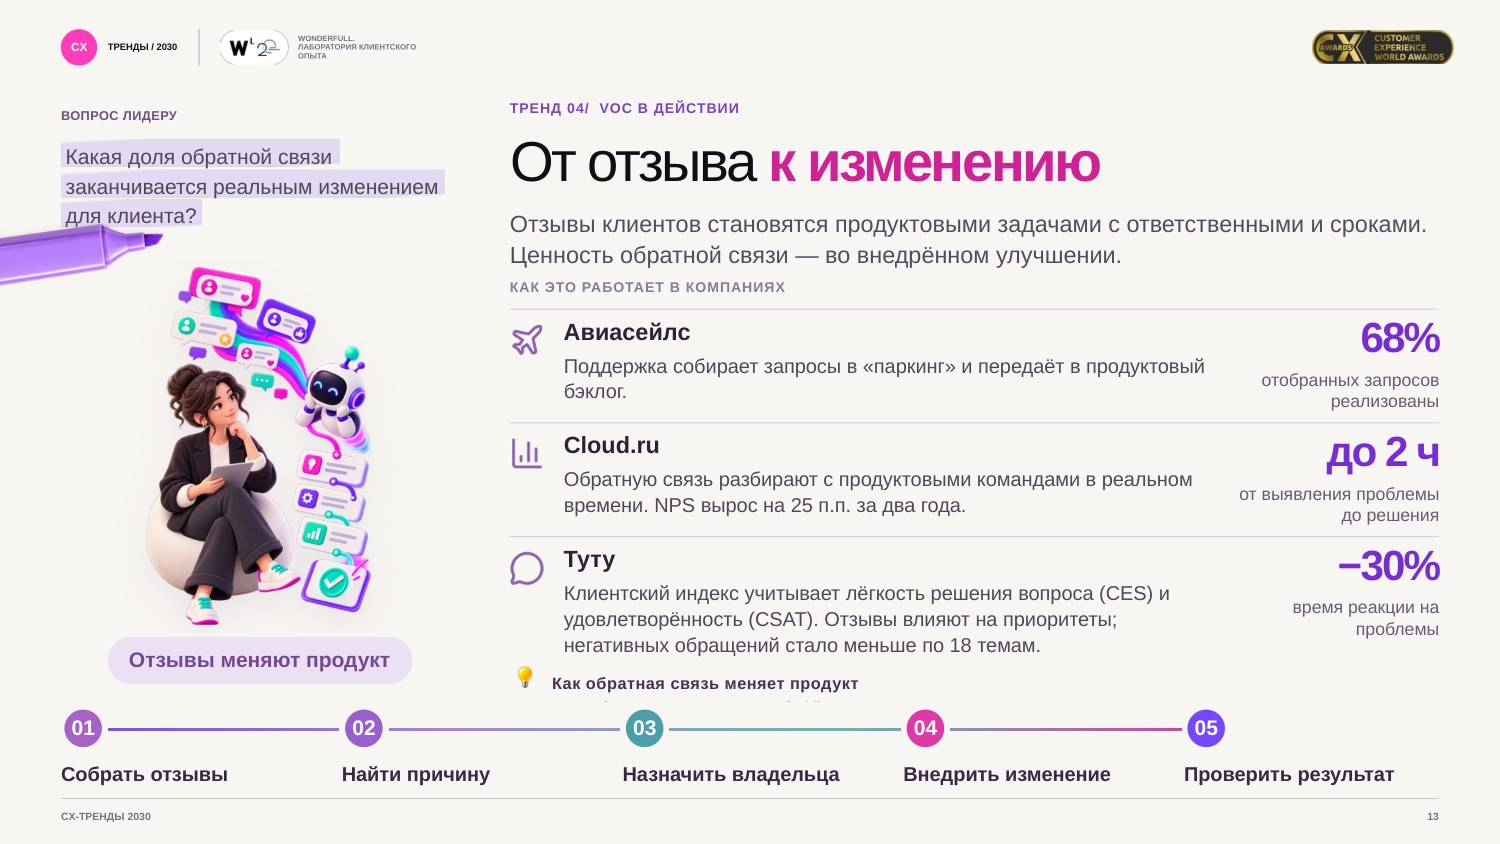 CX
ТРЕНДЫ / 2030
WL 2
WONDERFULL.
ЛАБОРАТОРИЯ КЛИЕНТСКОГО
ОПЫТА
AWARDS CX
CUSTOMER
EXPERIENCE
WORLD AWARDS
ВОПРОС ЛИДЕРУ
Какая доля обратной связи
заканчивается реальным изменением
для клиента?
Отзывы меняют продукт
ТРЕНД 04/ VOC В ДЕЙСТВИИ
От отзыва к изменению
Отзывы клиентов становятся продуктовыми задачами с ответственными и сроками.
Ценность обратной связи — во внедрённом улучшении.
КАК ЭТО РАБОТАЕТ В КОМПАНИЯХ
Авиасейлс
Поддержка собирает запросы в «паркинг» и передаёт в продуктовый
бэклог.
68%
отобранных запросов
реализованы
Cloud.ru
Обратную связь разбирают с продуктовыми командами в реальном
времени. NPS вырос на 25 п.п. за два года.
до 2 ч
от выявления проблемы
до решения
Туту
Клиентский индекс учитывает лёгкость решения вопроса (CES) и
удовлетворённость (CSAT). Отзывы влияют на приоритеты;
негативных обращений стало меньше по 18 темам.
–30%
время реакции на
проблемы
Как обратная связь меняет продукт
01
Собрать отзывы
02
Найти причину
03
Назначить владельца
04
Внедрить изменение
05
Проверить результат
CX-ТРЕНДЫ 2030
13